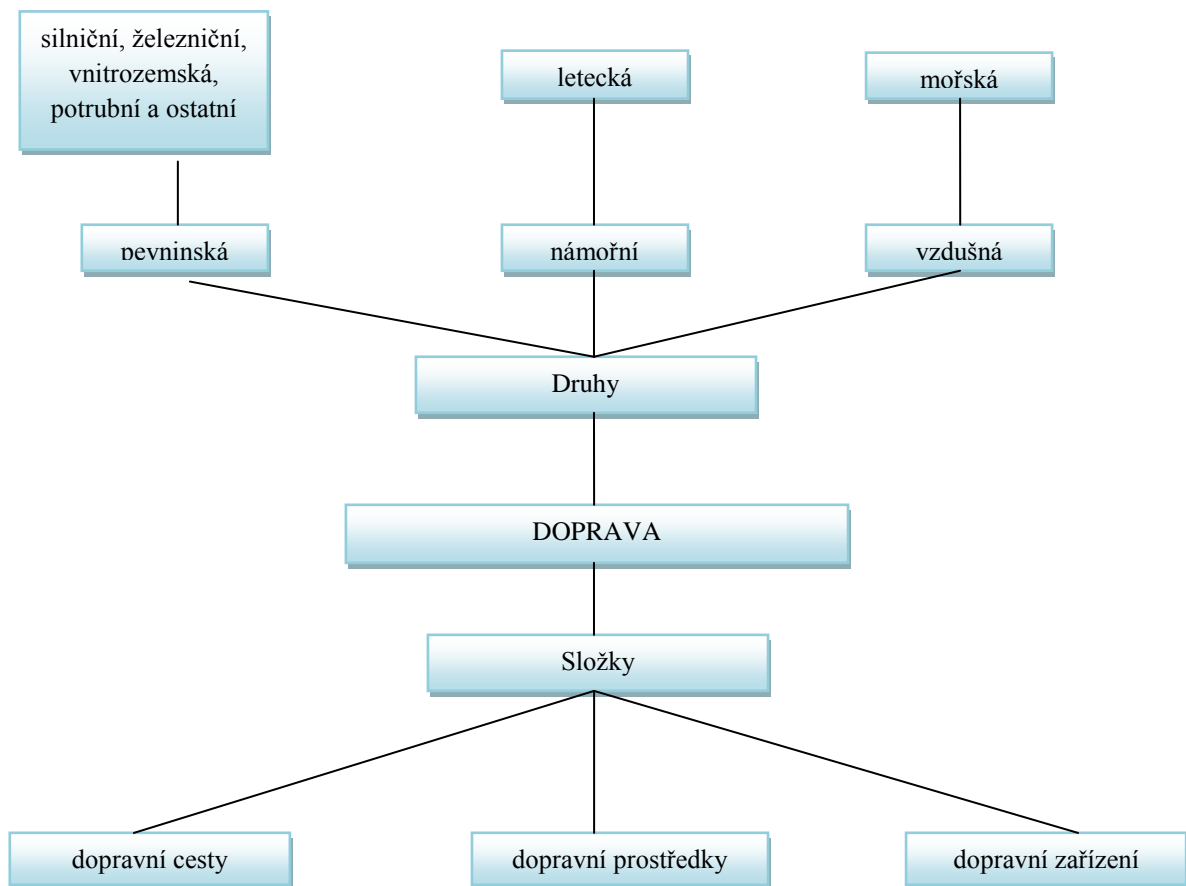 silniční, železniční,
vnitrozemská,
potrubní a ostatní
letecká
mořská
pevninská
námořní
vzdušná
Druhy
DOPRAVA
Složky
dopravní cesty
dopravní prostředky
dopravní zařízení